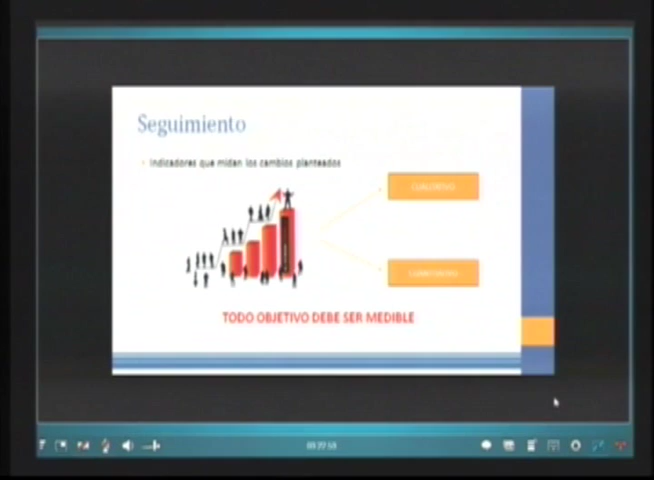 Seguimiento
Indicadores que midan los cambios planteados
CUALITATIVO
CUANTITATIVO
TODO OBJETIVO DEBE SER MEDIBLE